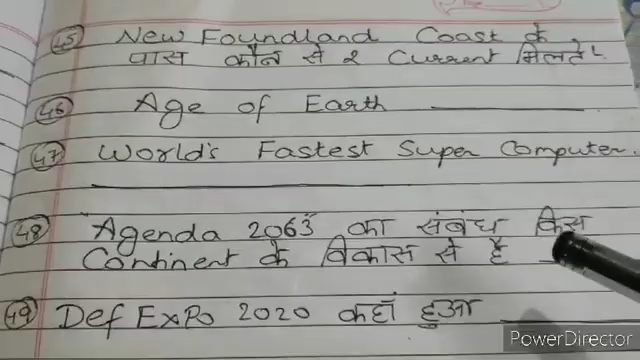 45 New Foundland Coast के
पास कौन से 2 Current मिलते
46 Age of Earth
47 World's Fastest Super Computer.
48 "Agenda 2063" का संबंध किस
Continent के विकास से है
49 Def Expo 2020 कहाँ हुआ
PowerDirector